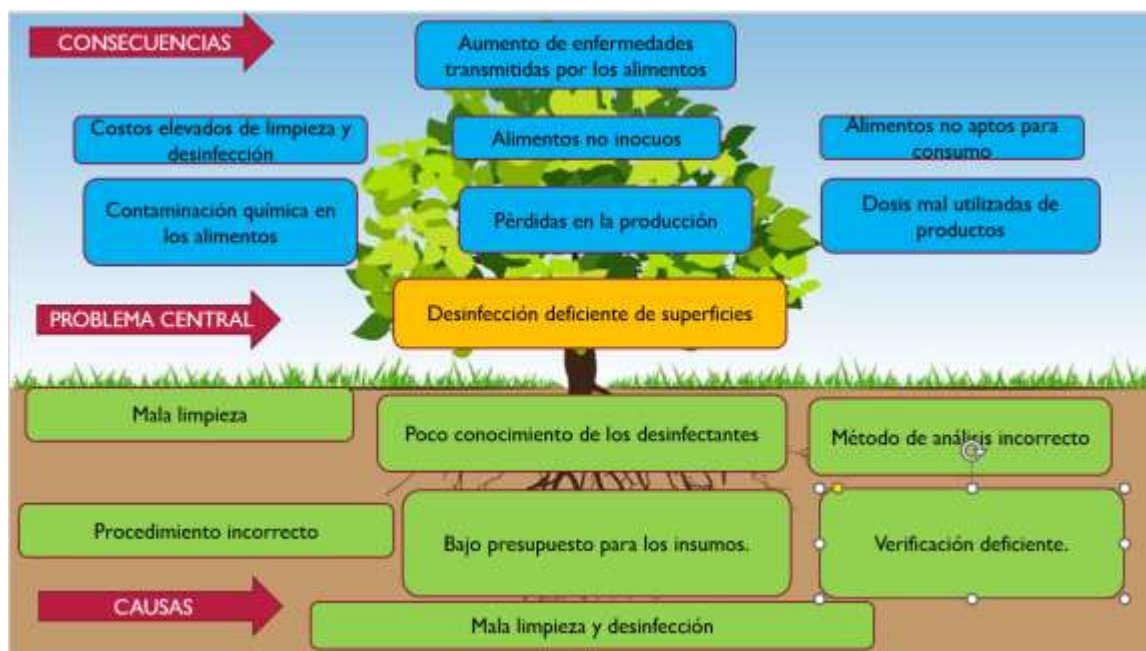 CONSECUENCIAS
Aumento de enfermedades
transmitidas por los alimentos
Costos elevados de limpieza y
desinfección
Alimentos no inocuos
Alimentos no aptos para
consumo
Contaminación química en
los alimentos
Pérdidas en la producción
Dosis mal utilizadas de
productos
PROBLEMA CENTRAL
Desinfección deficiente de superficies
Mala limpieza
Poco conocimiento de los desinfectantes
Método de análisis incorrecto
Procedimiento incorrecto
Bajo presupuesto para los insumos.
Verificación deficiente.
CAUSAS
Mala limpieza y desinfección